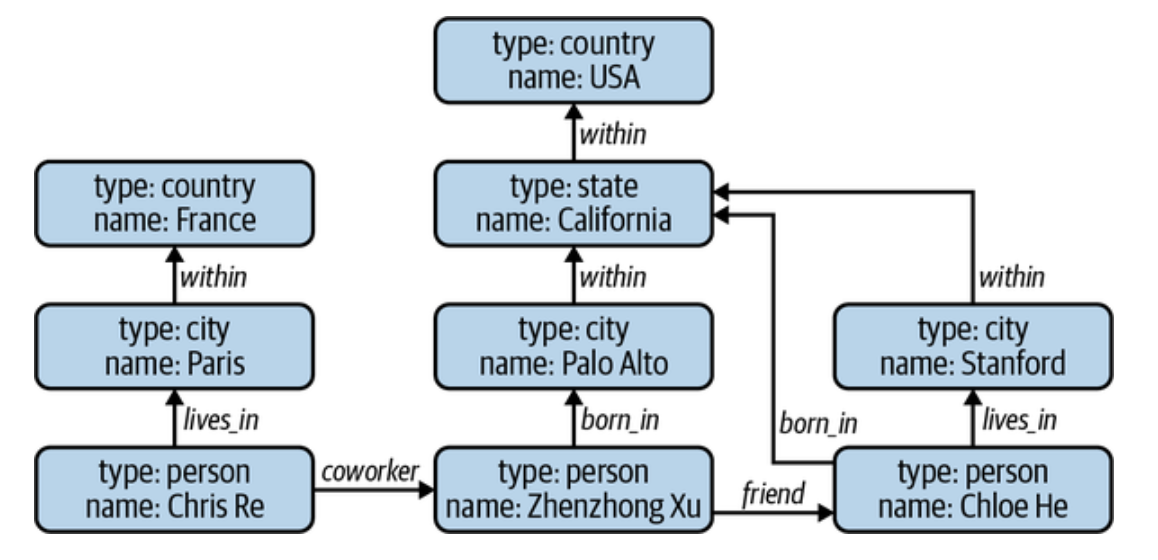 type: country
name: USA
within
type: country
name: France
type: state
name: California
within
within
within
type: city
name: Paris
type: city
name: Palo Alto
type: city
name: Stanford
lives_in
born_in
born_in
lives_in
type: person
name: Chris Re
coworker
type: person
name: Zhenzhong Xu
friend
type: person
name: Chloe He